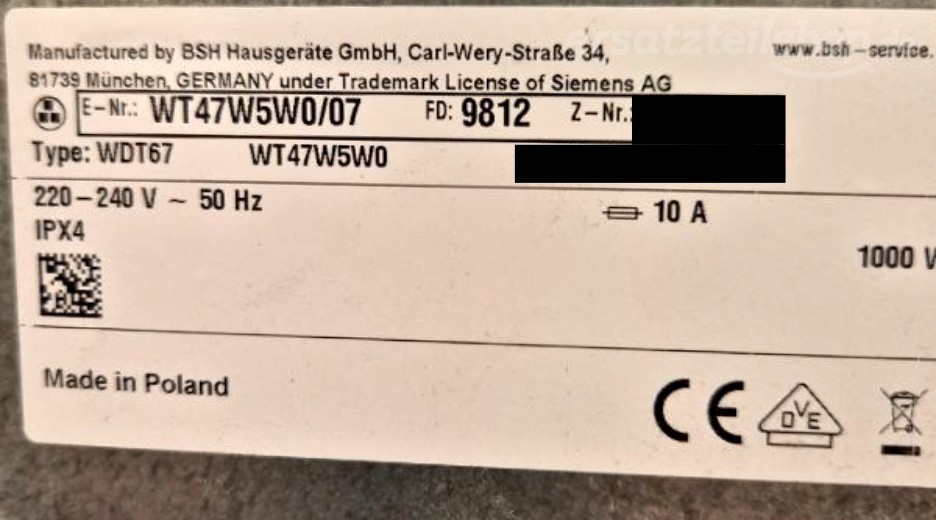 Manufactured by BSH Hausgeräte GmbH, Carl-Wery-Straße 34,
www.bsh-service.
81739 München, GERMANY under Trademark License of Siemens AG
E-Nr.: WT47W5W0/07 FD: 9812 Z-Nr.:
Type: WDT67 WT47W5W0
220-240 V ~ 50 Hz
10 A
IPX4
1000 W
Made in Poland
CE
DVE